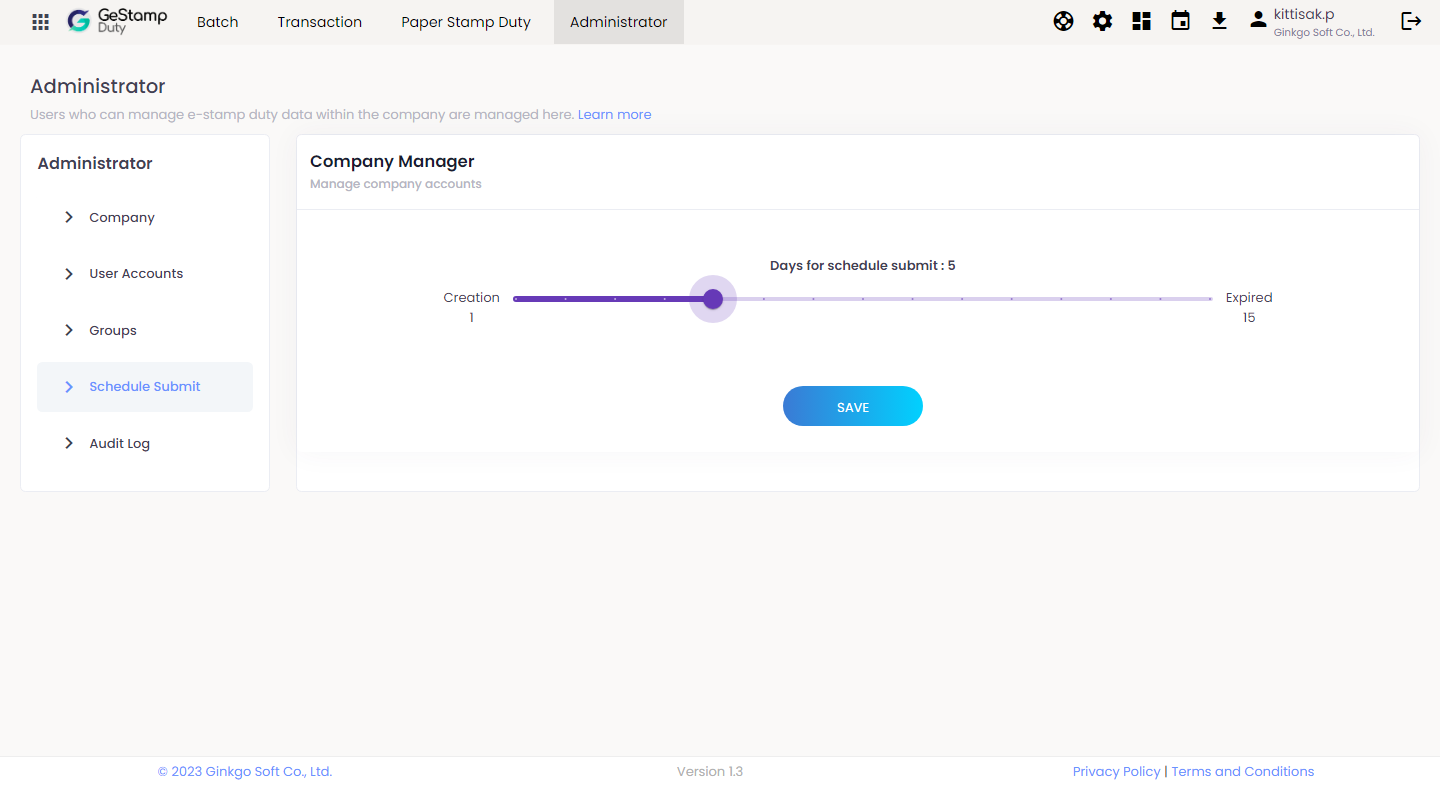 GeStamp
Duty
Batch
Transaction
Paper Stamp Duty
Administrator
kittisak.p
Ginkgo Soft Co., Ltd.
Administrator
Users who can manage e-stamp duty data within the company are managed here. Learn more
Administrator
Company
User Accounts
Groups
Schedule Submit
Audit Log
Company Manager
Manage company accounts
Days for schedule submit : 5
Creation
1
Expired
15
SAVE
© 2023 Ginkgo Soft Co., Ltd.
Version 1.3
Privacy Policy | Terms and Conditions